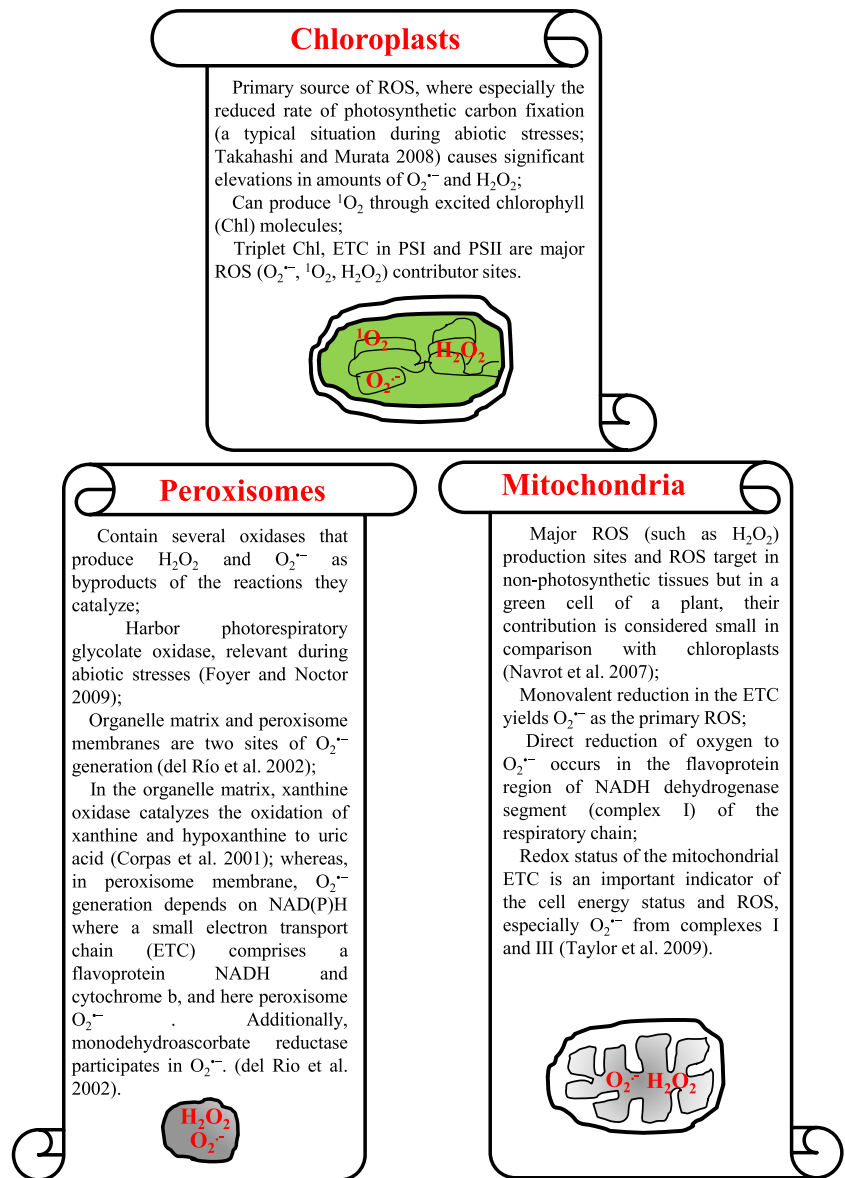 Chloroplasts
Primary source of ROS, where especially the
reduced rate of photosynthetic carbon fixation
(a typical situation during abiotic stresses;
Takahashi and Murata 2008) causes significant
elevations in amounts of O₂•− and H₂O₂;
Can produce ¹O₂ through excited chlorophyll
(Chl) molecules;
Triplet Chl, ETC in PSI and PSII are major
ROS (O₂•−, ¹O₂, H₂O₂) contributor sites.
¹O₂
H₂O₂
O₂·-
Peroxisomes
Contain several oxidases that
produce H₂O₂ and O₂•− as
byproducts of the reactions they
catalyze;
Harbor photorespiratory
glycolate oxidase, relevant during
abiotic stresses (Foyer and Noctor
2009);
Organelle matrix and peroxisome
membranes are two sites of O₂•−
generation (del Río et al. 2002);
In the organelle matrix, xanthine
oxidase catalyzes the oxidation of
xanthine and hypoxanthine to uric
acid (Corpas et al. 2001); whereas,
in peroxisome membrane, O₂•−
generation depends on NAD(P)H
where a small electron transport
chain (ETC) comprises a
flavoprotein NADH and
cytochrome b, and here peroxisome
O₂•− . Additionally,
monodehydroascorbate reductase
participates in O₂•−. (del Rio et al.
2002).
H₂O₂
O₂·-
Mitochondria
Major ROS (such as H₂O₂)
production sites and ROS target in
non-photosynthetic tissues but in a
green cell of a plant, their
contribution is considered small in
comparison with chloroplasts
(Navrot et al. 2007);
Monovalent reduction in the ETC
yields O₂•− as the primary ROS;
Direct reduction of oxygen to
O₂•− occurs in the flavoprotein
region of NADH dehydrogenase
segment (complex I) of the
respiratory chain;
Redox status of the mitochondrial
ETC is an important indicator of
the cell energy status and ROS,
especially O₂•− from complexes I
and III (Taylor et al. 2009).
O₂·- H₂O₂